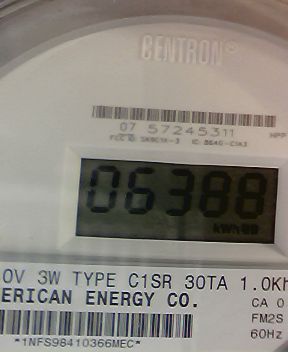 CENTRON®
07 57245311
06388
kWh
0V 3W TYPE C1SR 30TA 1.0Kh
ERICAN ENERGY CO.
CA 0
FM2S
60Hz
*1NFS98410366MEC*